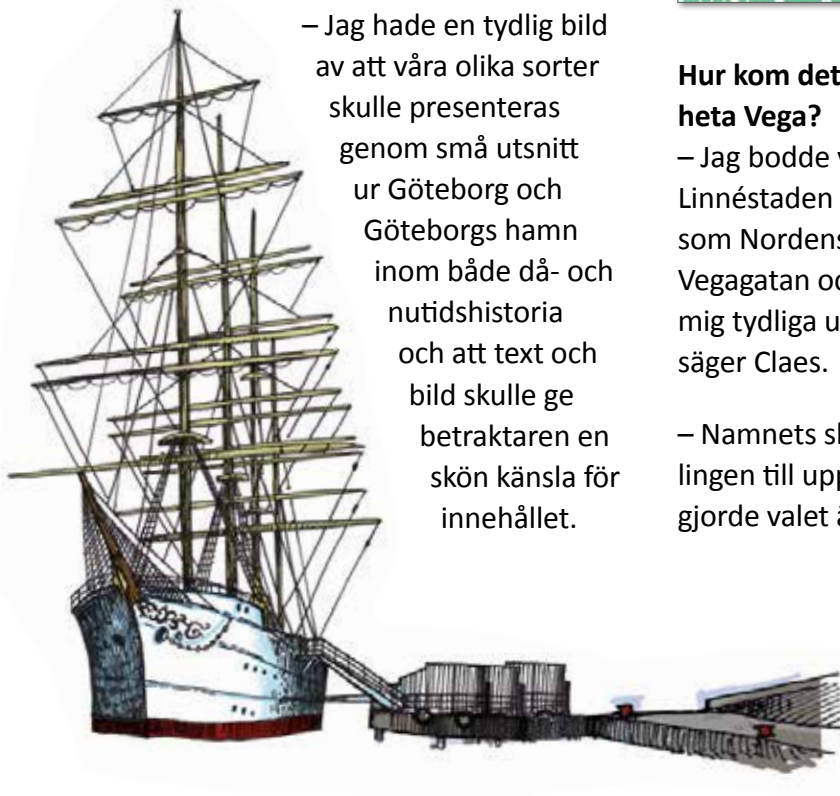 – Jag hade en tydlig bild
av att våra olika sorter
skulle presenteras
genom små utsnitt
ur Göteborg och
Göteborgs hamn
inom både då- och
nutidshistoria
och att text och
bild skulle ge
betraktaren en
skön känsla för
innehållet.
Hur kom det
heta Vega?
– Jag bodde
Linnéstaden
som Nordens
Vegagatan
mig tydliga
säger Claes.
– Namnets
lingen till
gjorde valet